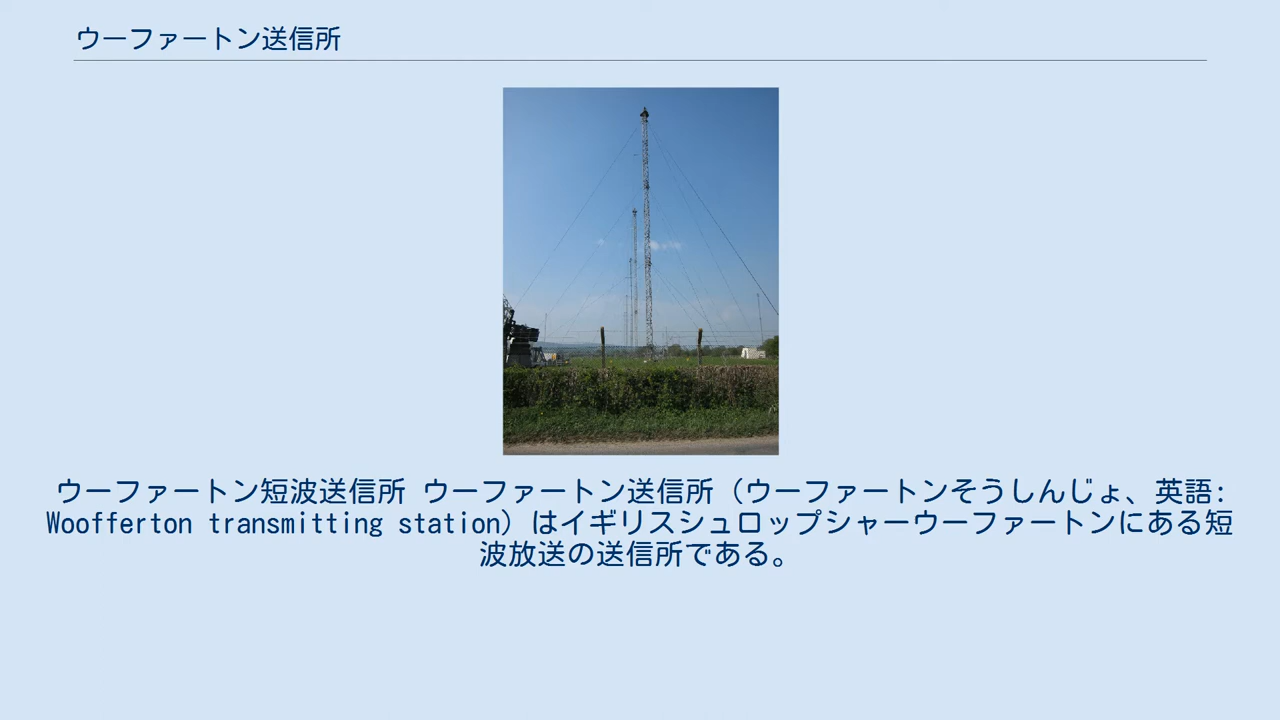 ウーファートン送信所
ウーファートン短波送信所 ウーファートン送信所（ウーファートンそうしんじょ、英語:
Woofferton transmitting station）はイギリスシュロップシャーウーファートンにある短
波放送の送信所である。